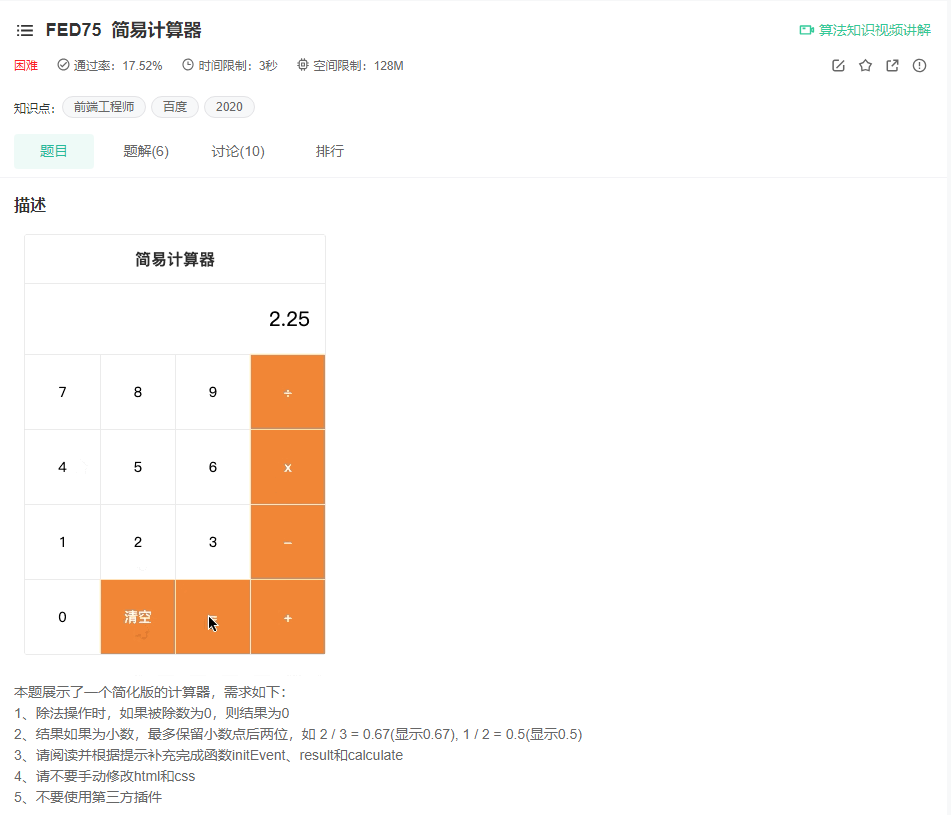 FED75 简易计算器
算法知识视频讲解
困难 通过率：17.52% 时间限制：3秒 空间限制：128M
知识点： 前端工程师 百度 2020
题目 题解(6) 讨论(10) 排行
描述
简易计算器
2.25
7 8 9 ÷
4 5 6 x
1 2 3 −
0 清空 +
本题展示了一个简化版的计算器，需求如下：
1、除法操作时，如果被除数为0，则结果为0
2、结果如果为小数，最多保留小数点后两位，如 2 / 3 = 0.67(显示0.67), 1 / 2 = 0.5(显示0.5)
3、请阅读并根据提示补充完成函数initEvent、result和calculate
4、请不要手动修改html和css
5、不要使用第三方插件